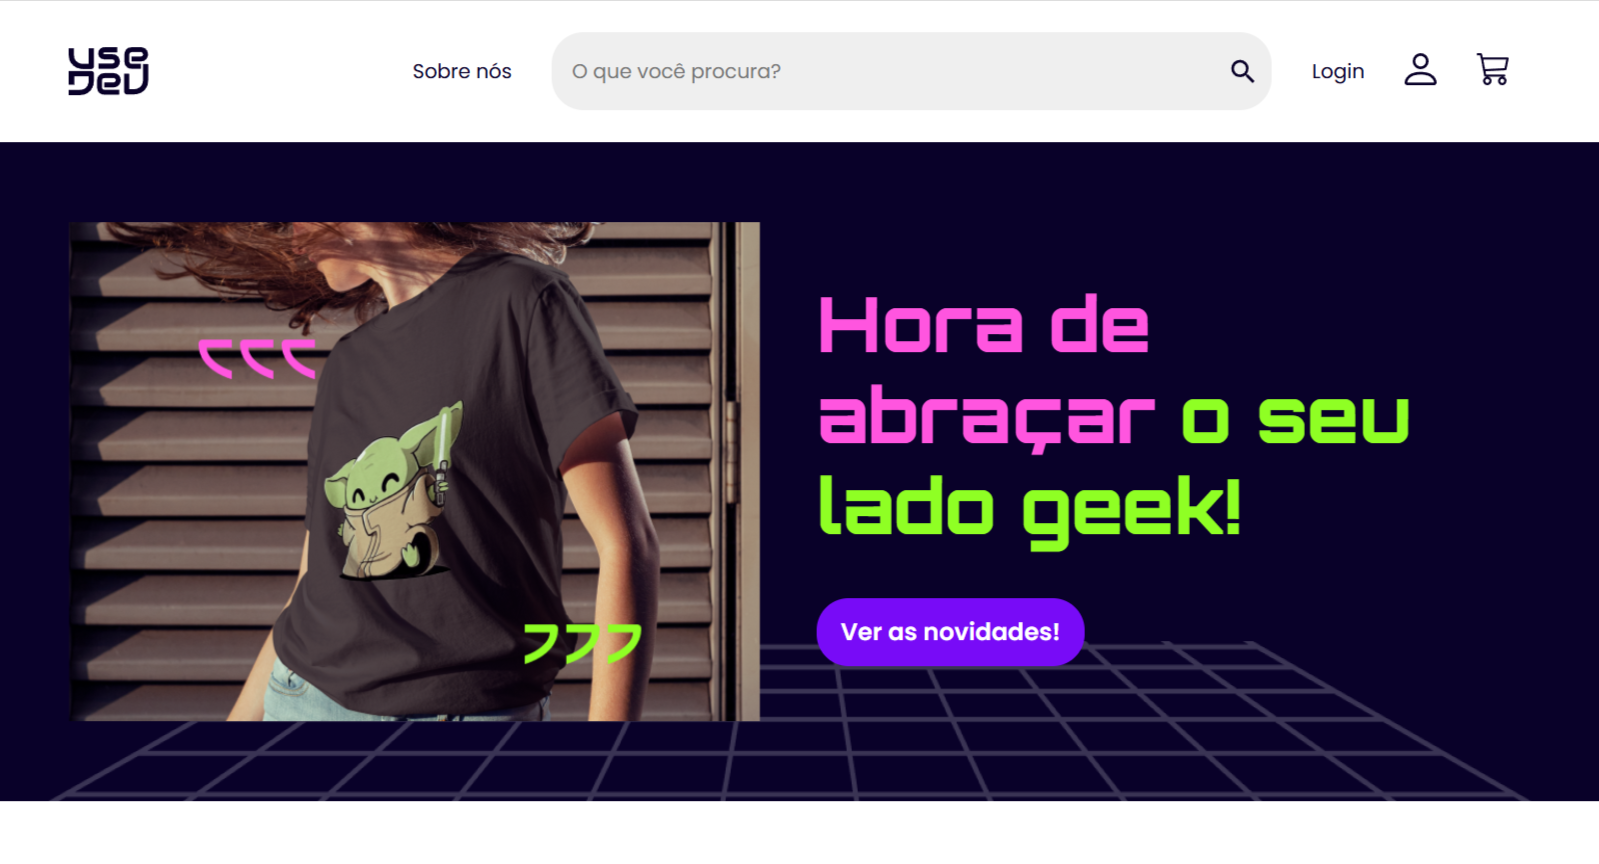 use
Dev
Sobre nós
O que você procura?
Login
Hora de
abraçar o seu
lado geek!
Ver as novidades!